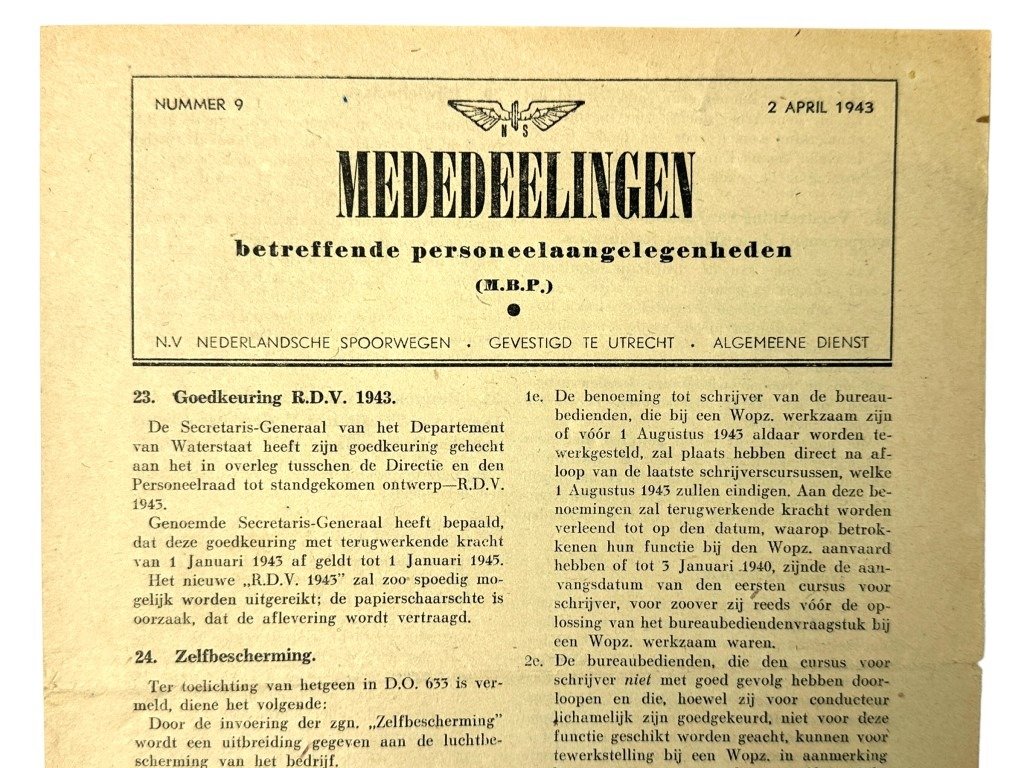 NUMMER 9
2 APRIL 1943
N S
MEDEDEELINGEN
betreffende personeelaangelegenheden
(M.B.P.)
N.V NEDERLANDSCHE SPOORWEGEN . GEVESTIGD TE UTRECHT . ALGEMEENE DIENST
23. Goedkeuring R.D.V. 1943.
De Secretaris-Generaal van het Departement
van Waterstaat heeft zijn goedkeuring gehecht
aan het in overleg tusschen de Directie en den
Personeelraad tot standgekomen ontwerp—R.D.V.
1943.
Genoemde Secretaris-Generaal heeft bepaald,
dat deze goedkeuring met terugwerkende kracht
van 1 Januari 1943 af geldt tot 1 Januari 1945.
Het nieuwe „R.D.V. 1943” zal zoo spoedig mo-
gelijk worden uitgereikt; de papierschaarschte is
oorzaak, dat de aflevering wordt vertraagd.
24. Zelfbescherming.
Ter toelichting van hetgeen in D.O. 633 is ver-
meld, diene het volgende:
Door de invoering der zgn. „Zelfbescherming”
wordt een uitbreiding gegeven aan de luchtbe-
scherming van het bedrijf.
1e. De benoeming tot schrijver van de bureau-
bedienden, die bij een Wopz. werkzaam zijn
of vóór 1 Augustus 1943 aldaar worden te-
werkgesteld, zal plaats hebben direct na af-
loop van de laatste schrijverscursussen, welke
1 Augustus 1943 zullen eindigen. Aan deze be-
noemingen zal terugwerkende kracht worden
verleend tot op den datum, waarop betrok-
kenen hun functie bij den Wopz. aanvaard
hebben of tot 3 Januari 1940, zijnde de aan-
vangsdatum van den eersten cursus voor
schrijver, voor zoover zij reeds vóór de op-
lossing van het bureaubediendenvraagstuk bij
een Wopz. werkzaam waren.
2e. De bureaubedienden, die den cursus voor
schrijver niet met goed gevolg hebben door-
loopen en die, hoewel zij voor conducteur
lichamelijk zijn goedgekeurd, niet voor deze
functie geschikt worden geacht, kunnen voor
tewerkstelling bij een Wopz. in aanmerking